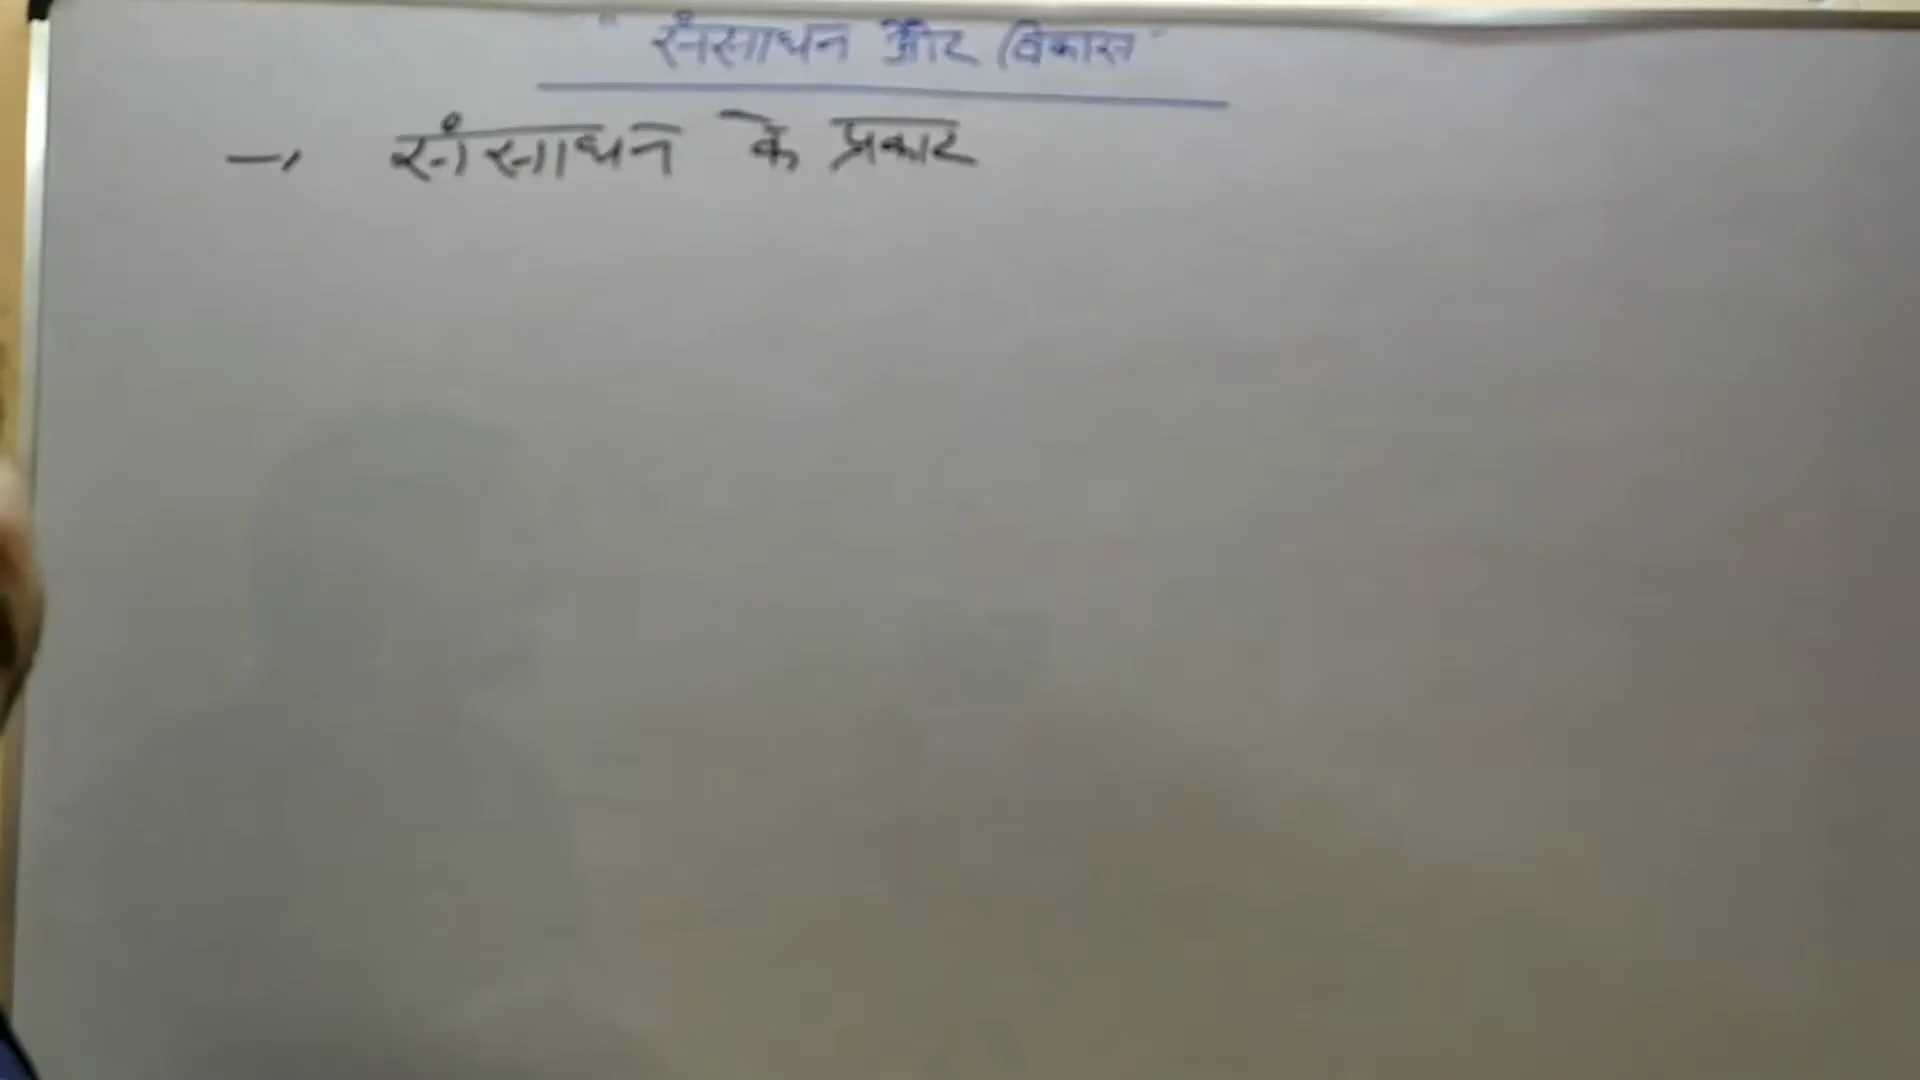 "संसाधन और विकास"
→ संसाधन के प्रकार